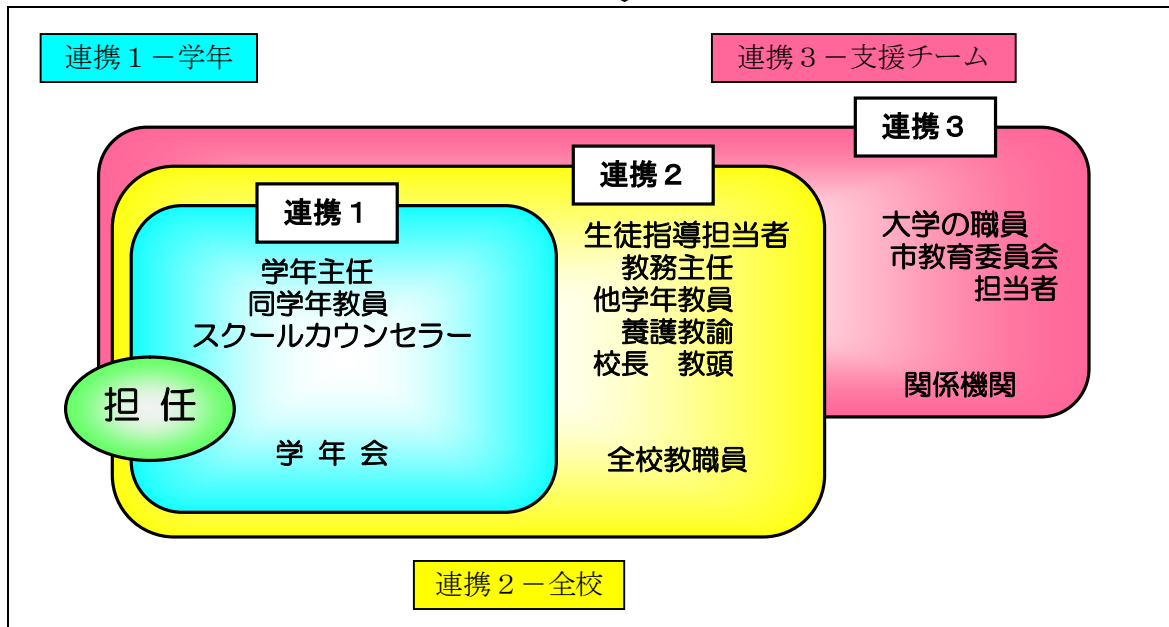 連携１－学年
連携３－支援チーム
連携３
連携２
連携１
学年主任
同学年教員
スクールカウンセラー
担 任
学 年 会
生徒指導担当者
教務主任
他学年教員
養護教諭
校長　教頭
全校教職員
大学の職員
市教育委員会
担当者
関係機関
連携２－全校